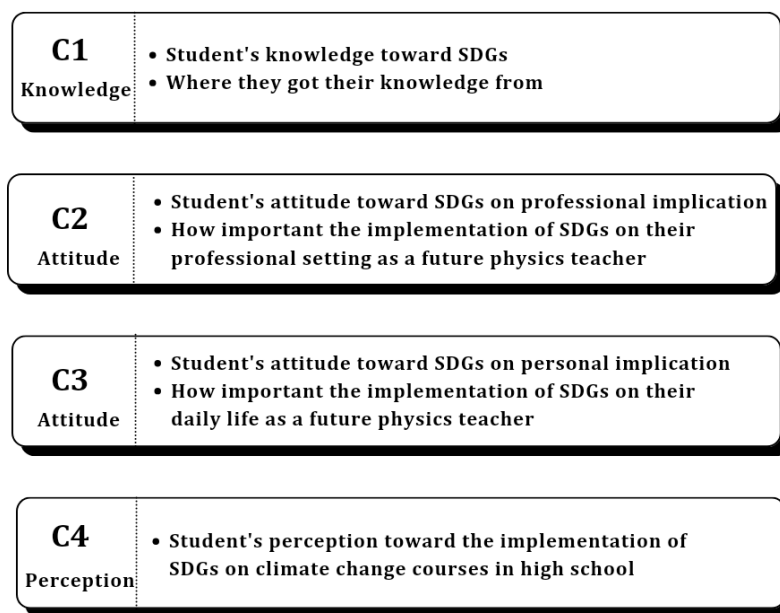 C1
Knowledge
• Student's knowledge toward SDGs
• Where they got their knowledge from
C2
Attitude
• Student's attitude toward SDGs on professional implication
• How important the implementation of SDGs on their
professional setting as a future physics teacher
C3
Attitude
• Student's attitude toward SDGs on personal implication
• How important the implementation of SDGs on their
daily life as a future physics teacher
C4
Perception
• Student's perception toward the implementation of
SDGs on climate change courses in high school